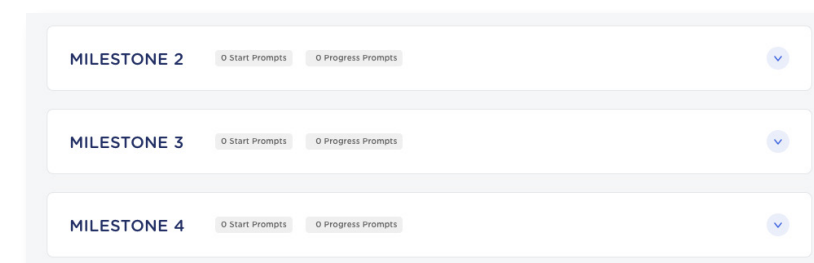 MILESTONE 2 0 Start Prompts 0 Progress Prompts
MILESTONE 3 0 Start Prompts 0 Progress Prompts
MILESTONE 4 0 Start Prompts 0 Progress Prompts